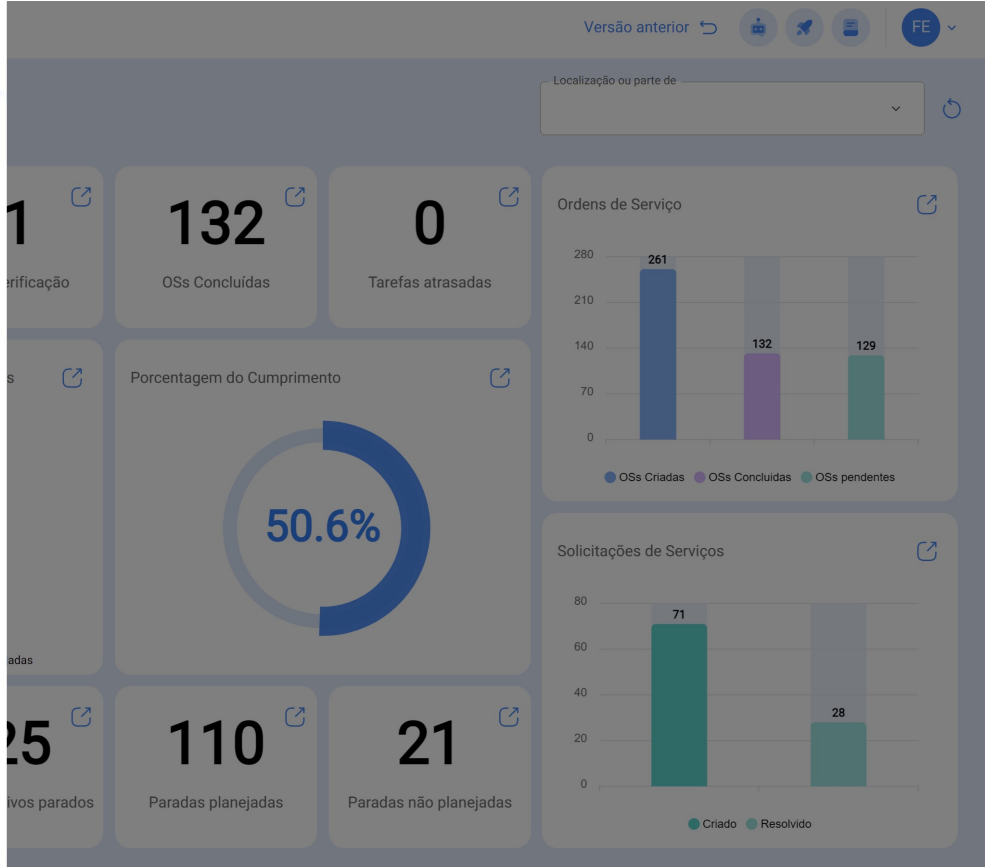 Versão anterior
FE
Localização ou parte de
1
erificação
132
OSs Concluídas
0
Tarefas atrasadas
Ordens de Serviço
280
210
140
70
0
261
132
129
OSs Criadas
OSs Concluidas
OSs pendentes
s
adas
Porcentagem do Cumprimento
50.6%
Solicitações de Serviços
80
60
40
20
0
71
28
Criado
Resolvido
25
ivos parados
110
Paradas planejadas
21
Paradas não planejadas